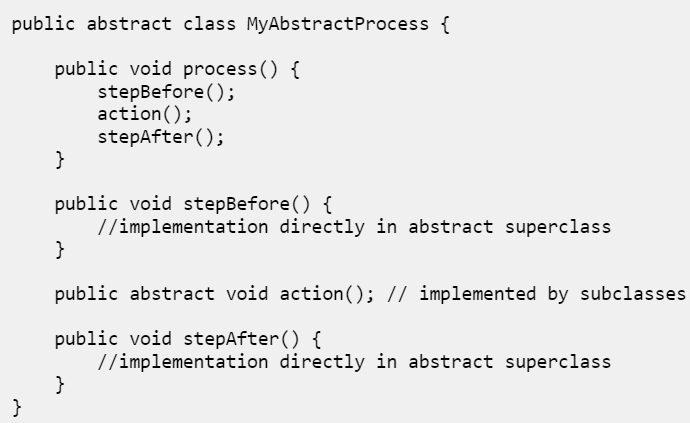 public abstract class MyAbstractProcess {
    public void process() {
        stepBefore();
        action();
        stepAfter();
    }
    public void stepBefore() {
        //implementation directly in abstract superclass
    }
    public abstract void action(); // implemented by subclasses
    public void stepAfter() {
        //implementation directly in abstract superclass
    }
}